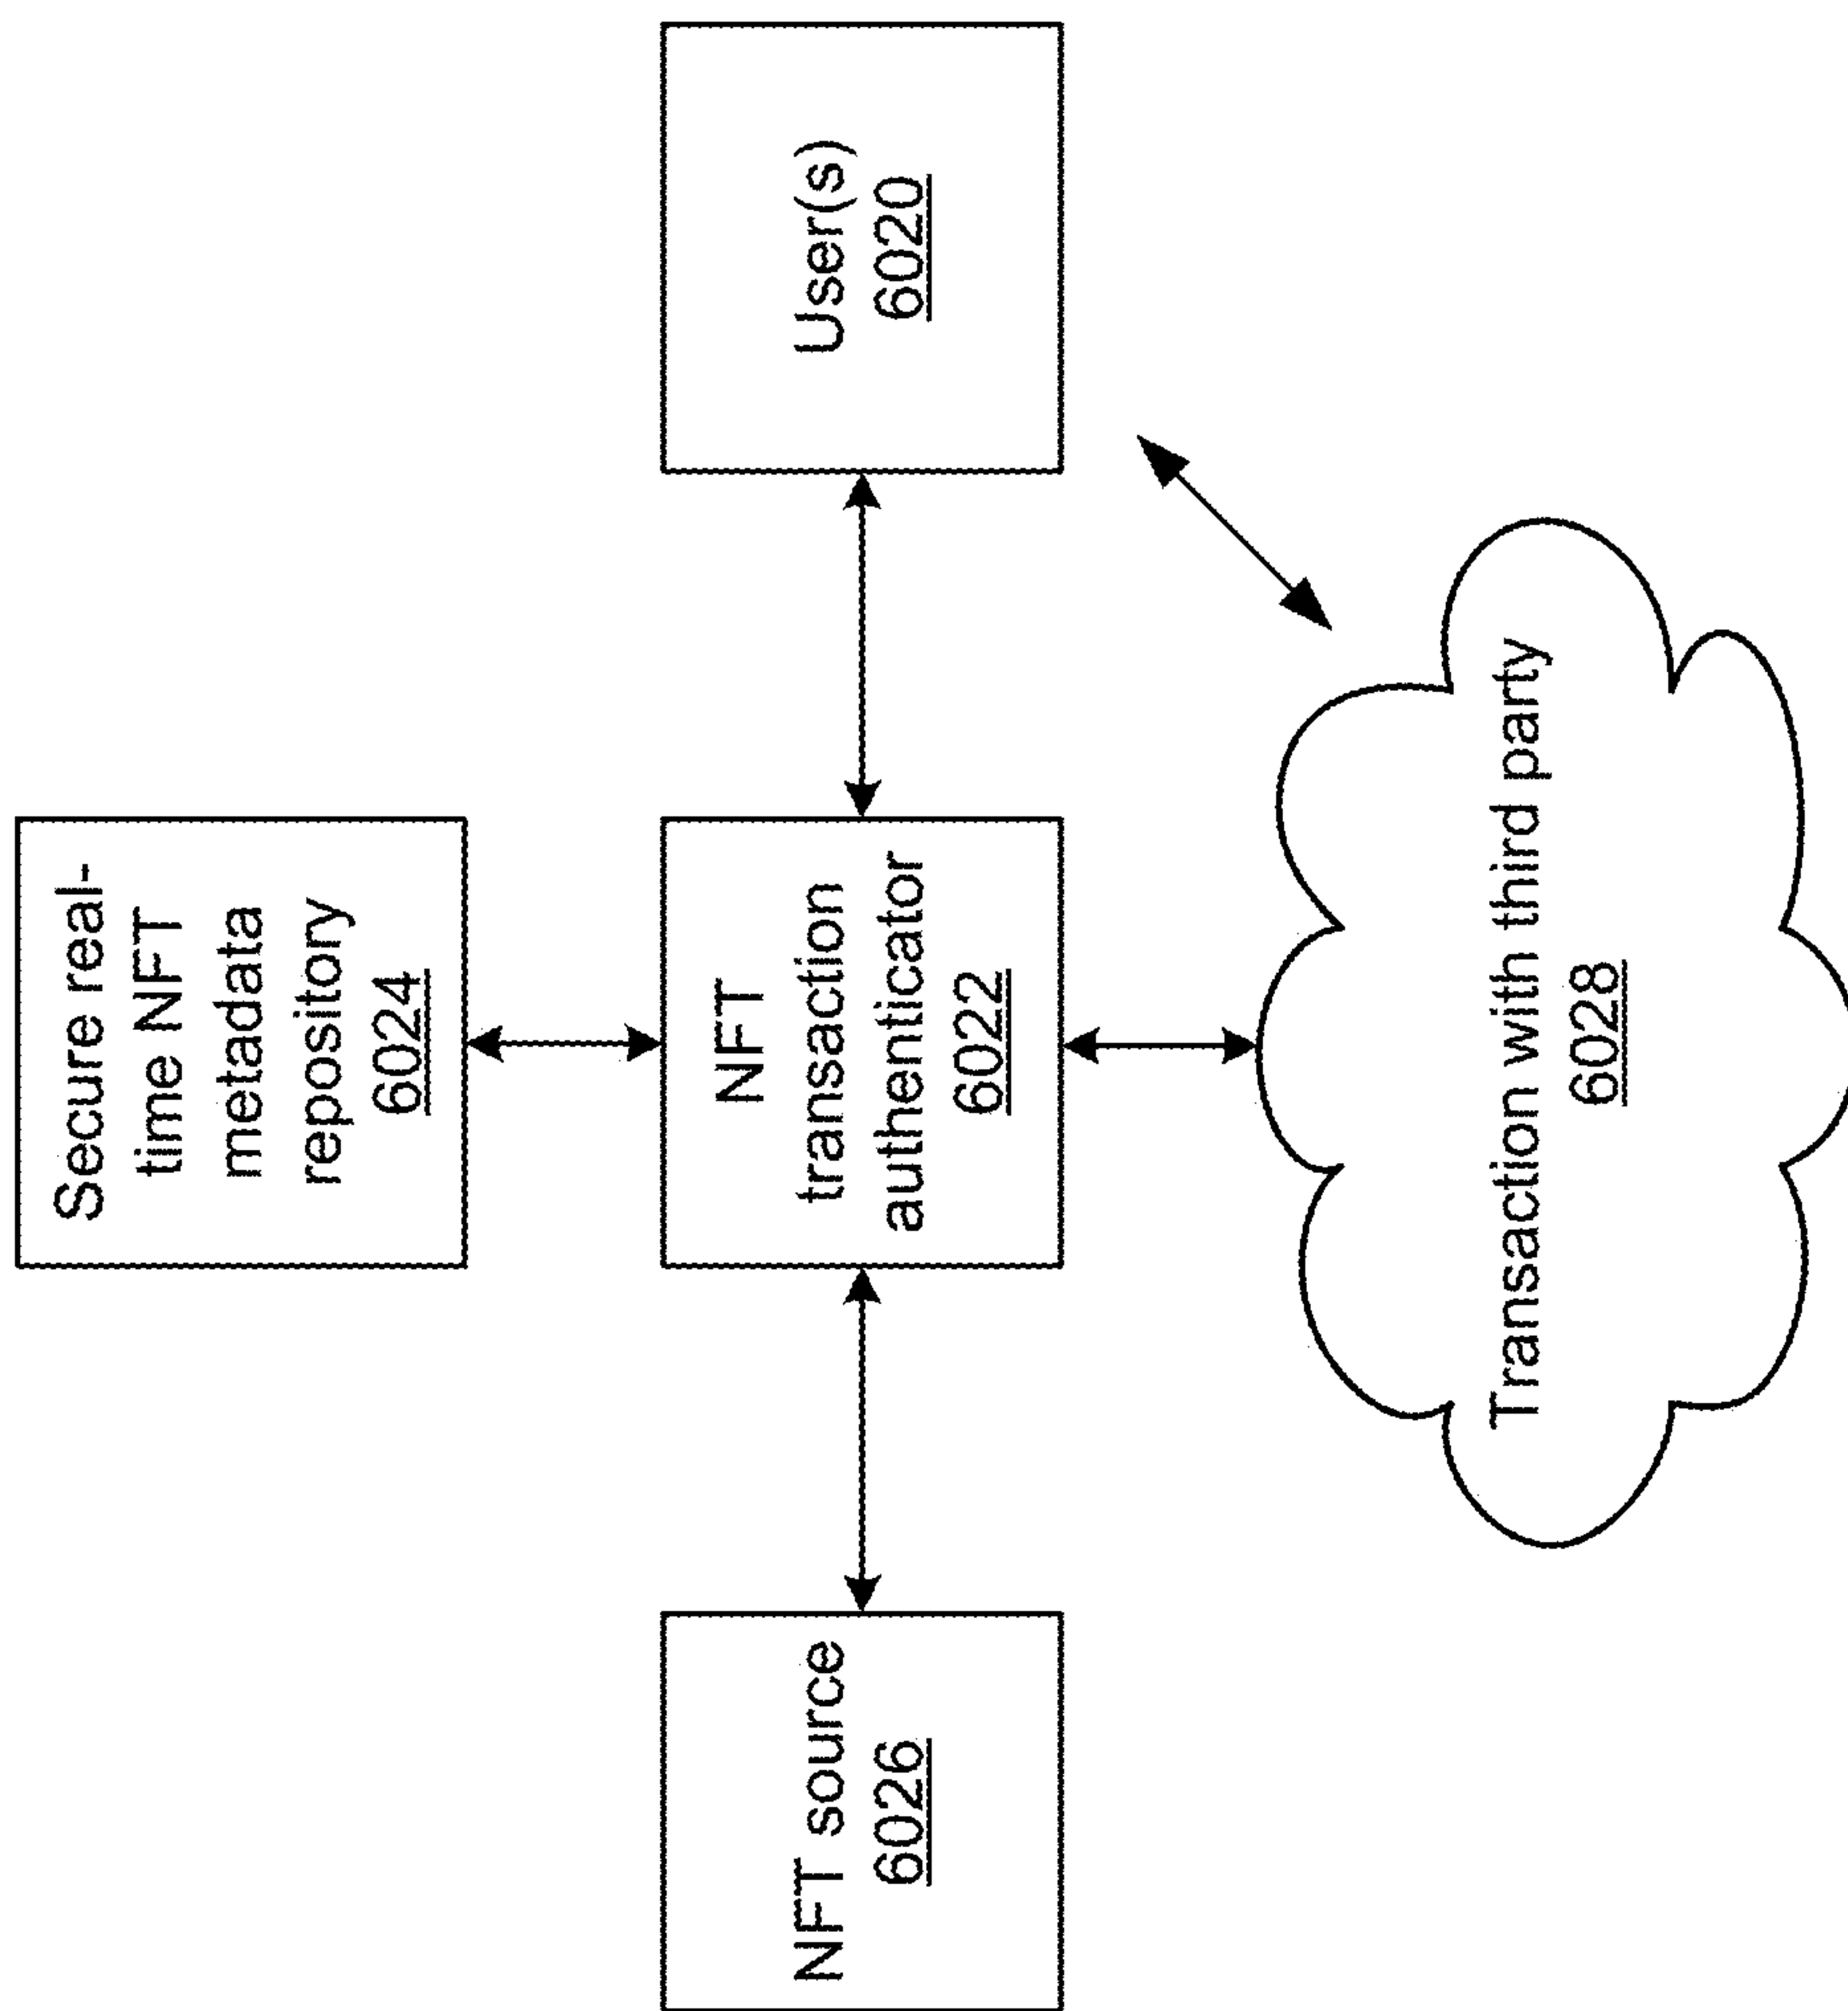 Secure real-
time NFT
metadata
repository
6024
NFT source
6026
NFT
transaction
authenticator
6022
User(s)
6020
Transaction with third party
6028